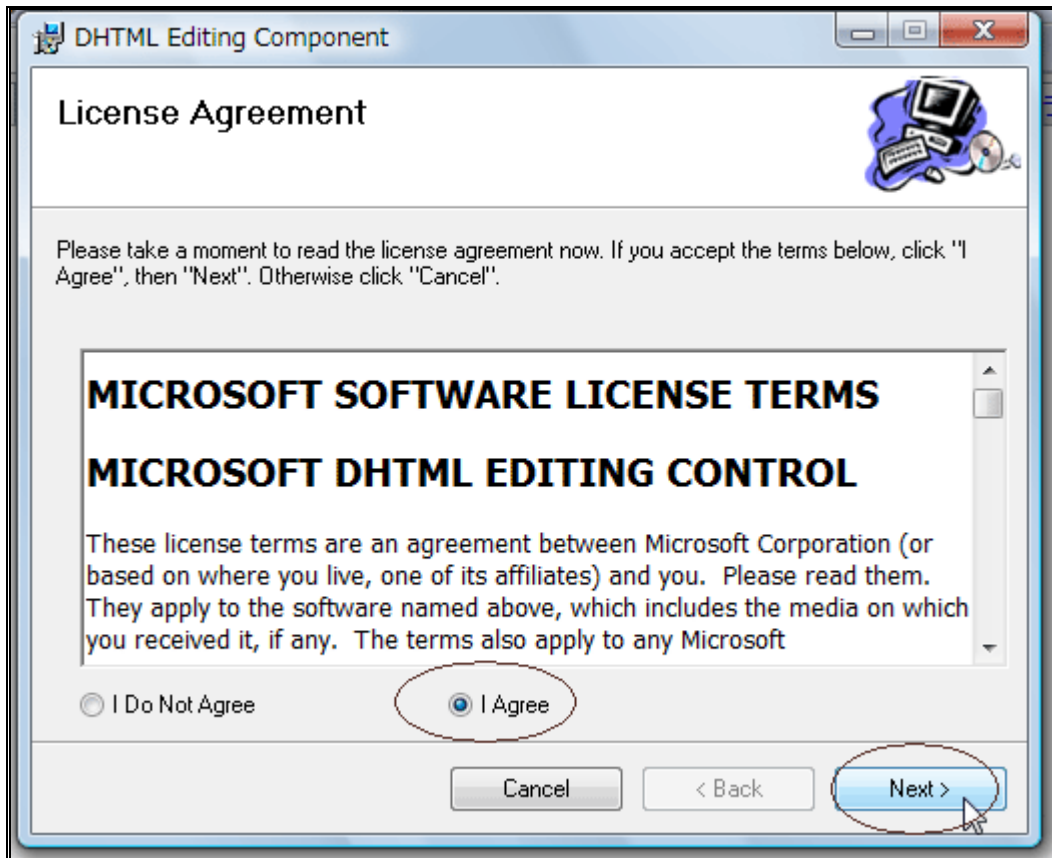 DHTML Editing Component
License Agreement
Please take a moment to read the license agreement now. If you accept the terms below, click "I
Agree", then "Next". Otherwise click "Cancel".
MICROSOFT SOFTWARE LICENSE TERMS
MICROSOFT DHTML EDITING CONTROL
These license terms are an agreement between Microsoft Corporation (or
based on where you live, one of its affiliates) and you.  Please read them.
They apply to the software named above, which includes the media on which
you received it, if any.  The terms also apply to any Microsoft
I Do Not Agree
I Agree
Cancel
< Back
Next >